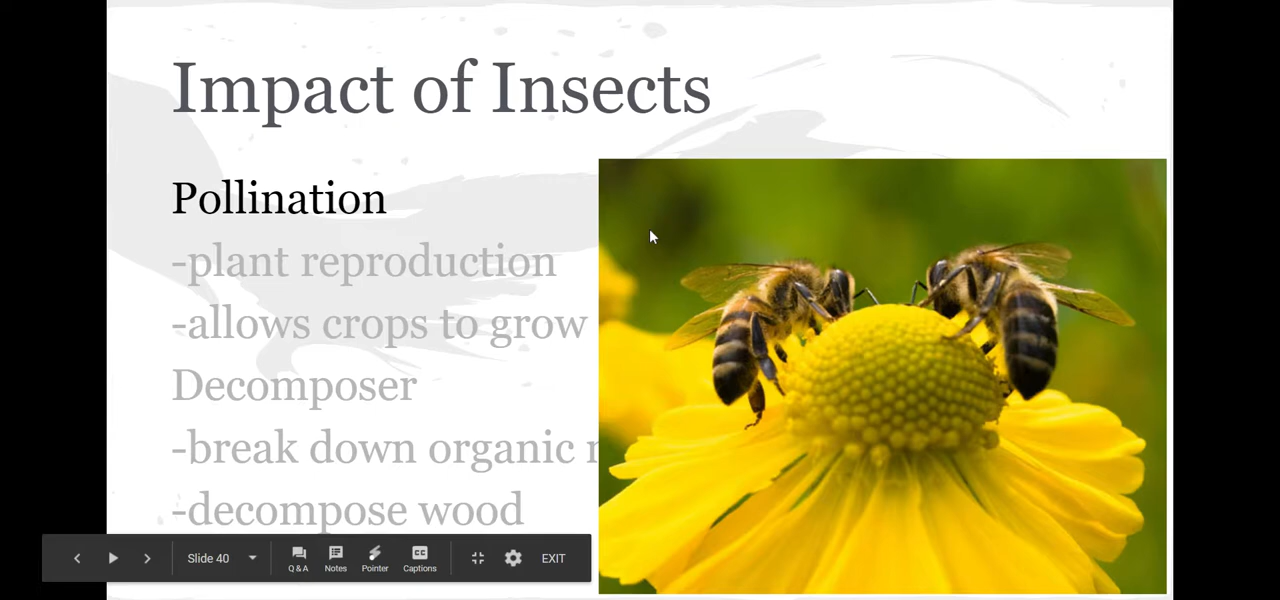 Impact of Insects
Pollination
-plant reproduction
-allows crops to grow
Decomposer
-break down organic
-decompose wood
Slide 40
Q & A
Notes
Pointer
CC
Captions
EXIT